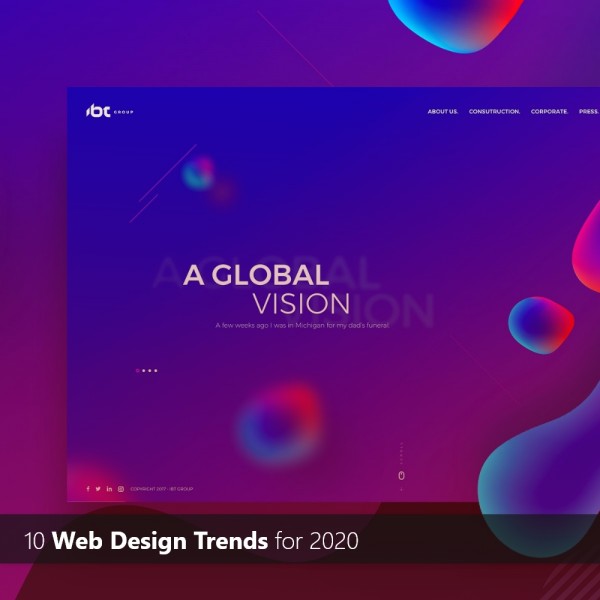 ibt GROUP
ABOUT US. CONSUTRUCTION. CORPORATE. PRESS.
A GLOBAL
VISION
A few weeks ago I was in Michigan for my dad's funeral.
COPYRIGHT 2017 - IBT GROUP
10 Web Design Trends for 2020